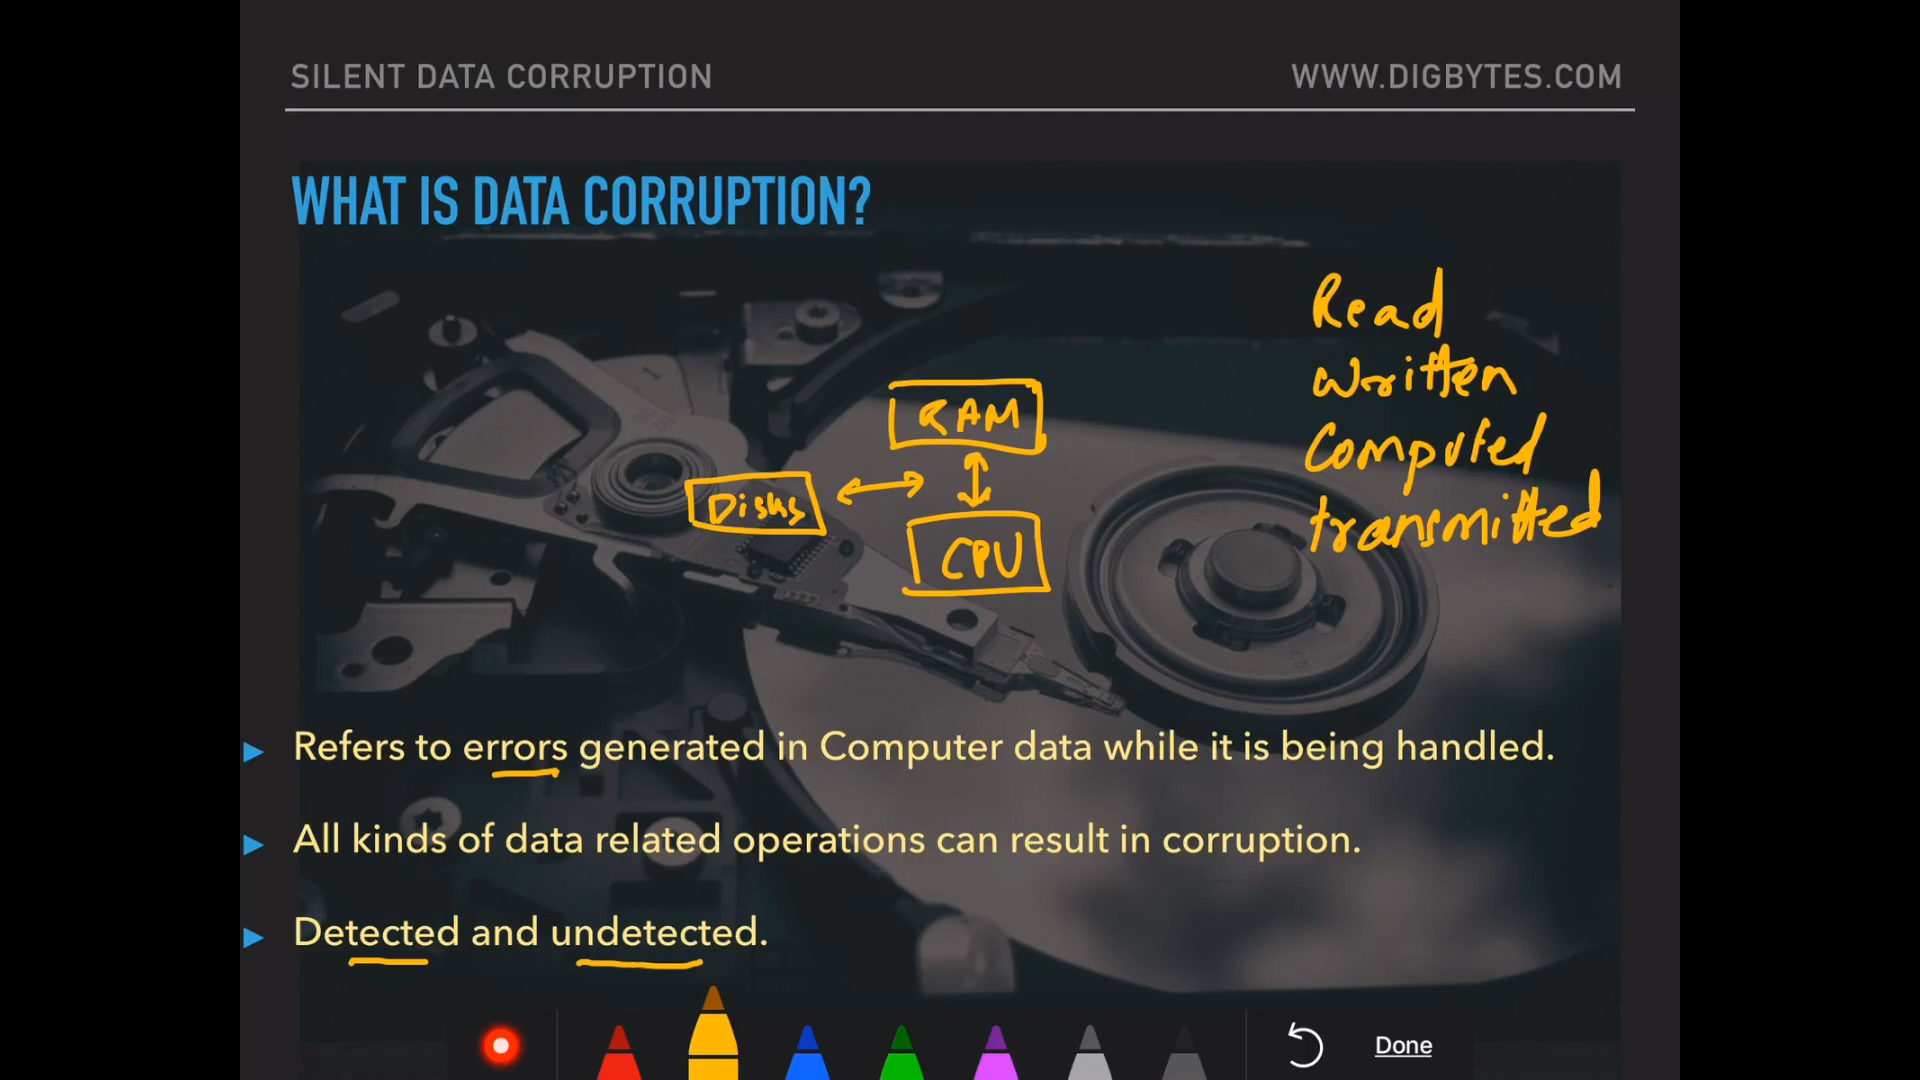 SILENT DATA CORRUPTION
WWW.DIGBYTES.COM
WHAT IS DATA CORRUPTION?
Read
written
Computed
transmitted
RAM
Disks
CPU
Refers to errors generated in Computer data while it is being handled.
All kinds of data related operations can result in corruption.
Detected and undetected.
Done